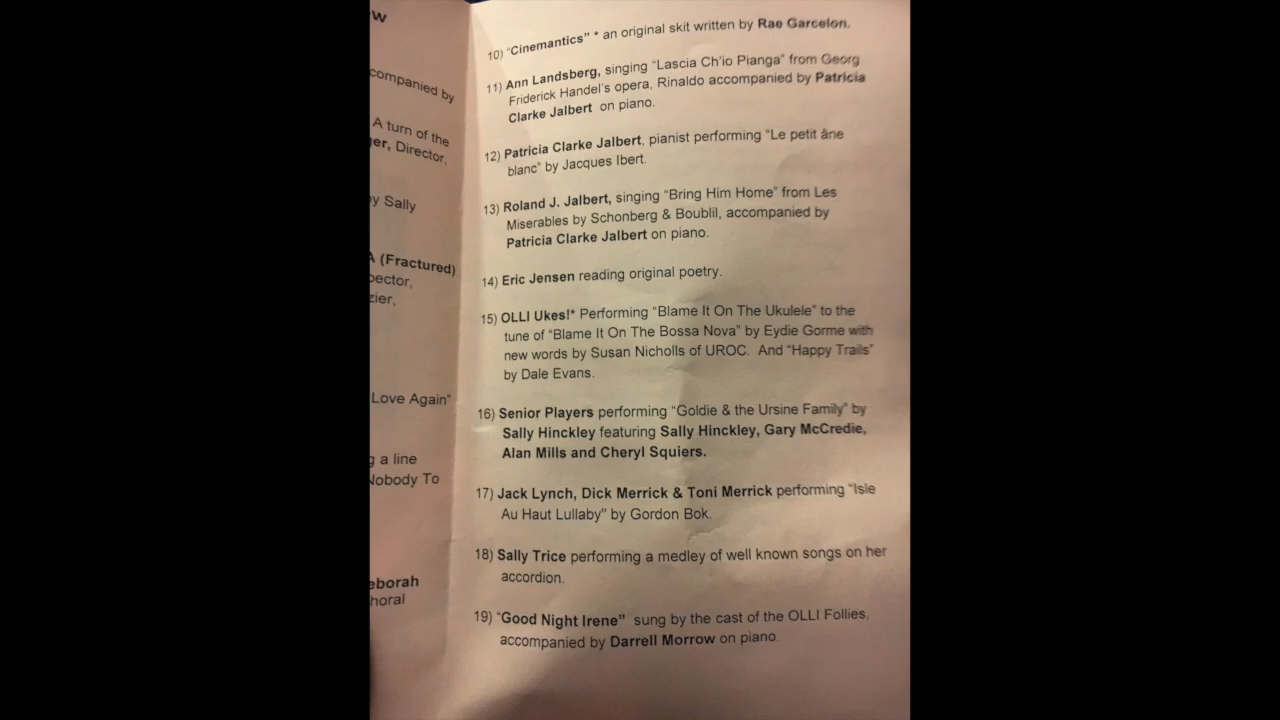 w
companied by
A turn of the
er, Director,
y Sally
A (Fractured)
pector,
zier,
Love Again"
g a line
Nobody To
eborah
horal
10) "Cinemantics" * an original skit written by Rae Garcelon.
11) Ann Landsberg, singing "Lascia Ch'io Pianga" from Georg
Friderick Handel's opera, Rinaldo accompanied by Patricia
Clarke Jalbert on piano.
12) Patricia Clarke Jalbert, pianist performing "Le petit âne
blanc" by Jacques Ibert.
13) Roland J. Jalbert, singing "Bring Him Home" from Les
Miserables by Schonberg & Boublil, accompanied by
Patricia Clarke Jalbert on piano.
14) Eric Jensen reading original poetry.
15) OLLI Ukes!* Performing "Blame It On The Ukulele" to the
tune of "Blame It On The Bossa Nova" by Eydie Gorme with
new words by Susan Nicholls of UROC. And "Happy Trails"
by Dale Evans.
16) Senior Players performing "Goldie & the Ursine Family" by
Sally Hinckley featuring Sally Hinckley, Gary McCredie,
Alan Mills and Cheryl Squiers.
17) Jack Lynch, Dick Merrick & Toni Merrick performing "Isle
Au Haut Lullaby" by Gordon Bok.
18) Sally Trice performing a medley of well known songs on her
accordion.
19) "Good Night Irene" sung by the cast of the OLLI Follies,
accompanied by Darrell Morrow on piano.